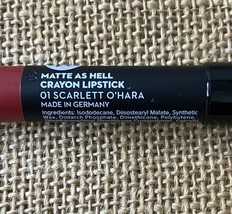 MATTE AS HELL
CRAYON LIPSTICK
01 SCARLETT O'HARA
MADE IN GERMANY
Ingredients: Isododecane, Diisostearyl Malate, Synthetic
Wax, Distarch Phosphate, Dimethicone, Polybutene,